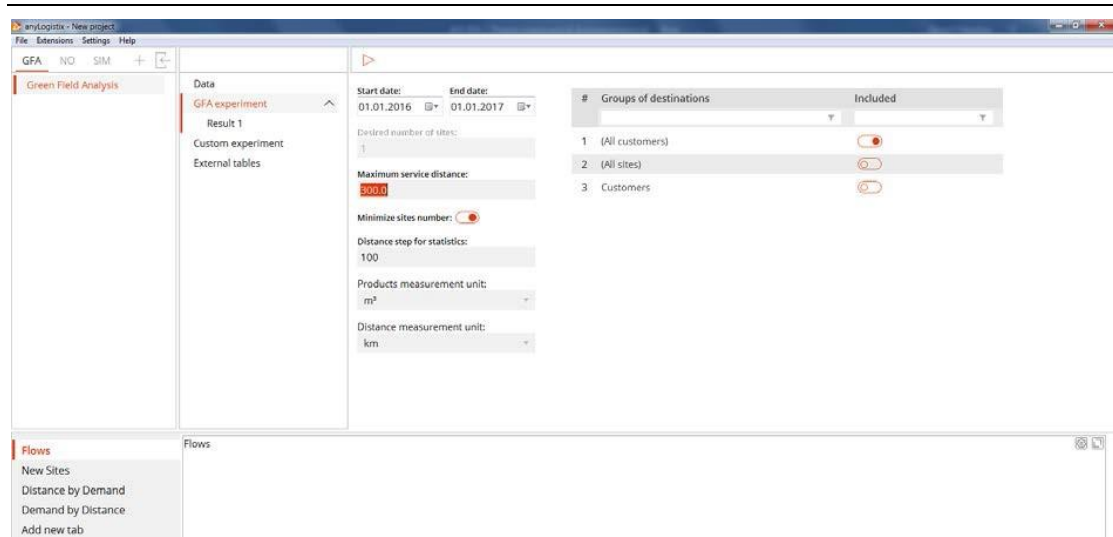 anyLogistix - New project
File Extensions Settings Help
GFA NO SIM
Green Field Analysis
Data
GFA experiment
Result 1
Custom experiment
External tables
Start date: End date:
01.01.2016 01.01.2017
Desired number of sites:
1
Maximum service distance:
300.0
Minimize sites number:
Distance step for statistics:
100
Products measurement unit:
m³
Distance measurement unit:
km
# Groups of destinations Included
1 (All customers)
2 (All sites)
3 Customers
Flows
New Sites
Distance by Demand
Demand by Distance
Add new tab
Flows